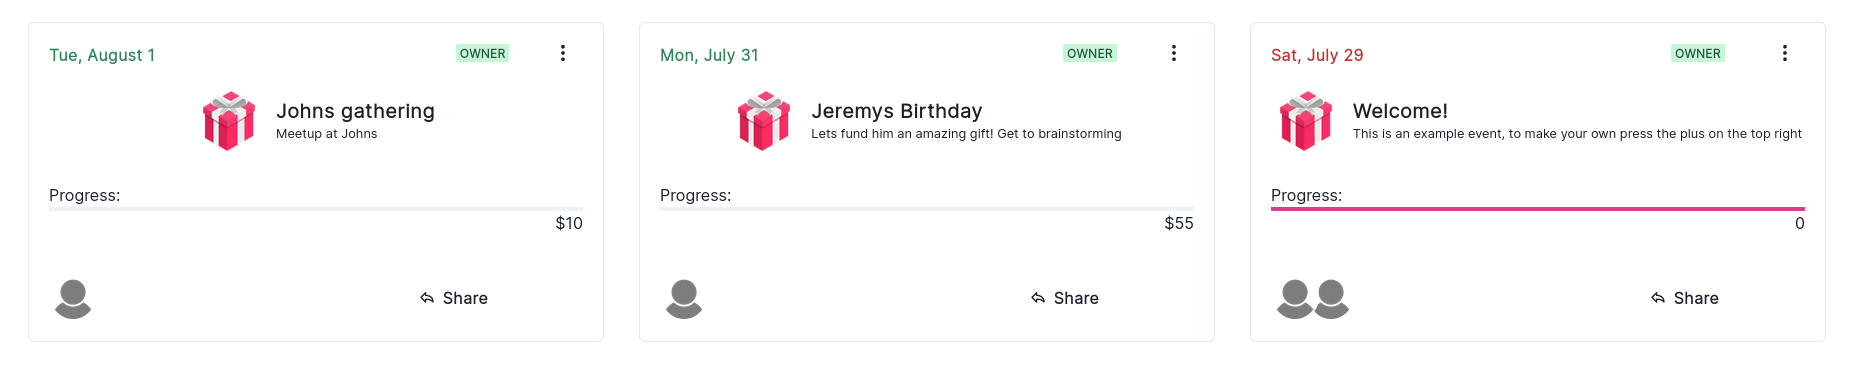 Tue, August 1
OWNER
Johns gathering
Meetup at Johns
Progress:
$10
Share
Mon, July 31
OWNER
Jeremys Birthday
Lets fund him an amazing gift! Get to brainstorming
Progress:
$55
Share
Sat, July 29
OWNER
Welcome!
This is an example event, to make your own press the plus on the top right
Progress:
0
Share